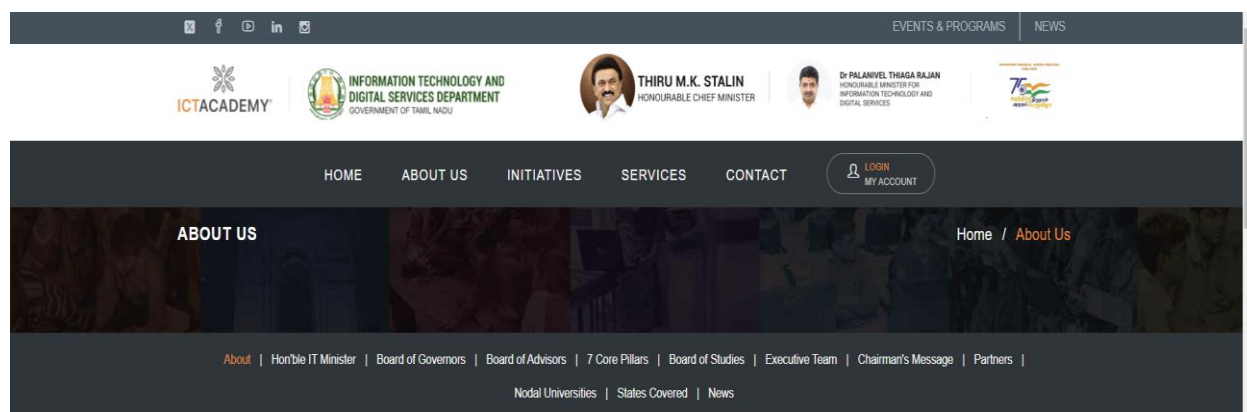 EVENTS & PROGRAMS NEWS
ICTACADEMY
INFORMATION TECHNOLOGY AND
DIGITAL SERVICES DEPARTMENT
GOVERNMENT OF TAMIL NADU
THIRU M.K. STALIN
HONOURABLE CHIEF MINISTER
Dr PALANIVEL THIAGA RAJAN
HONOURABLE MINISTER FOR
INFORMATION TECHNOLOGY AND
DIGITAL SERVICES
75
HOME ABOUT US INITIATIVES SERVICES CONTACT
LOGIN
MY ACCOUNT
ABOUT US
Home / About Us
About | Hon'ble IT Minister | Board of Governors | Board of Advisors | 7 Core Pillars | Board of Studies | Executive Team | Chairman's Message | Partners |
Nodal Universities | States Covered | News